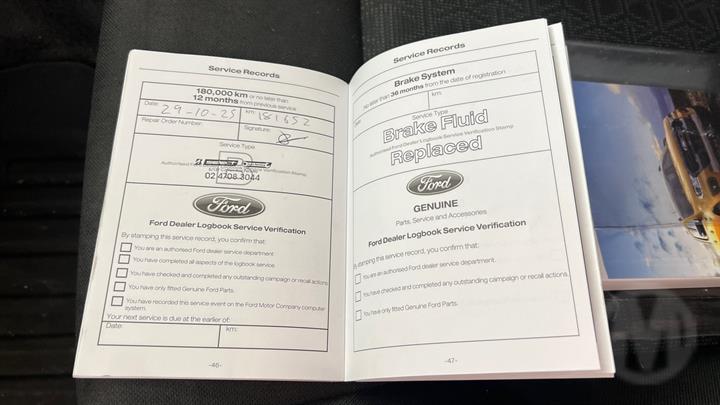 Service Records
180,000 km or no later than
12 months from previous service
Date: 29-10-25 km: 181652
Repair Order Number: Signature:
Service Type
B
Authorised Ford Service Verification Stamp
02 4708 3044
Ford
Ford Dealer Logbook Service Verification
By stamping this service record, you confirm that:
You are an authorised Ford dealer service department
You have completed all aspects of the logbook service.
You have checked and completed any outstanding campaign or recall actions.
You have only fitted Genuine Ford Parts.
You have recorded this service event on the Ford Motor Company computer
system.
Your next service is due at the earlier of:
Date: km:
-46-
Service Records
Brake System
No later than 36 months from the date of registration
Date: km:
Service Type
Brake Fluid
Authorised Ford Dealer Logbook Service Verification Stamp
Replaced
Ford
GENUINE
Parts, Service and Accessories
Ford Dealer Logbook Service Verification
By stamping this service record, you confirm that:
You are an authorised Ford dealer service department.
You have checked and completed any outstanding campaign or recall actions.
You have only fitted Genuine Ford Parts.
-47-